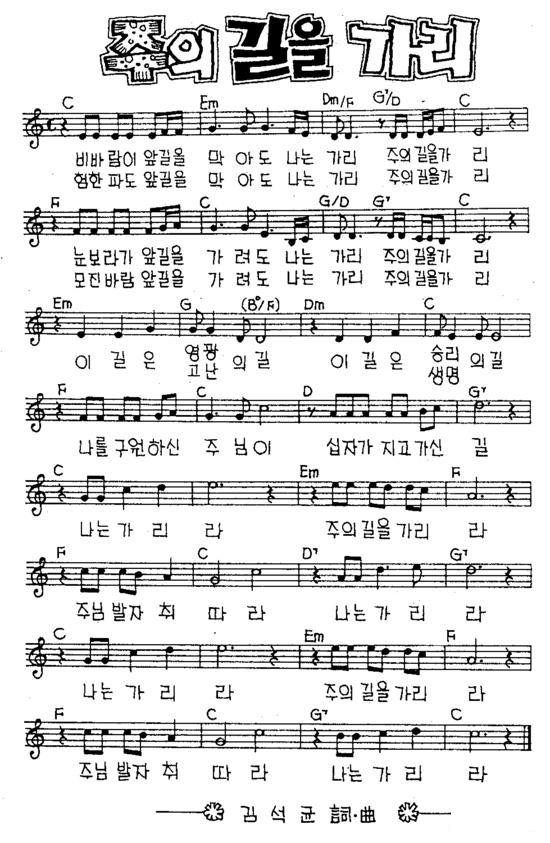 주의 길을 가리
C Em Dm/F G7/D C
비바람이 앞길을 막 아도 나는 가리 주의 길을가 리
험한 파도 앞길을 막 아도 나는 가리 주의 길을가 리
F C G/D G7 C
눈보라가 앞길을 가 려도 나는 가리 주의 길을가 리
모진바람 앞길을 가 려도 나는 가리 주의 길을가 리
Em G (B°/F) Dm C
이 길 은 영광 의 길 이 길 은 승리 의 길
고난 생명
F C D G7
나를 구원하신 주 님이 십자가 지고가신 길
C Em F
나는 가 리 라 주의 길을 가리 라
F C D7 G7
주님 발자 취 따 라 나는 가 리 라
C Em F
나는 가 리 라 주의 길을 가리 라
F C G7 C
주님 발자 취 따 라 나는 가 리 라
김 석 균 詞·曲